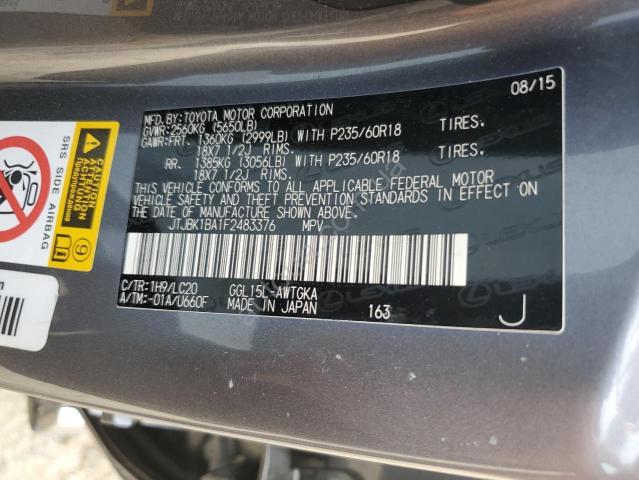 08/15
MFD.BY:TOYOTA MOTOR CORPORATION
GVWR:2560KG (5650LB)
GAWR:FRT. 1360KG (2999LB) WITH P235/60R18 TIRES.
18X7 1/2J RIMS.
RR. 1385KG (3056LB) WITH P235/60R18 TIRES.
18X7 1/2J RIMS.
THIS VEHICLE CONFORMS TO ALL APPLICABLE FEDERAL MOTOR
VEHICLE SAFETY AND THEFT PREVENTION STANDARDS IN EFFECT ON
THE DATE OF MANUFACTURE SHOWN ABOVE.
JTJBK1BA1F2483376 MPV
C/TR:1H9/LC20 GGL15L-AWTGKA
A/TM:-01A/U660F MADE IN JAPAN 163 J
SRS SIDE AIRBAG
CAUTION
ACHTUNG
предупреждение
9